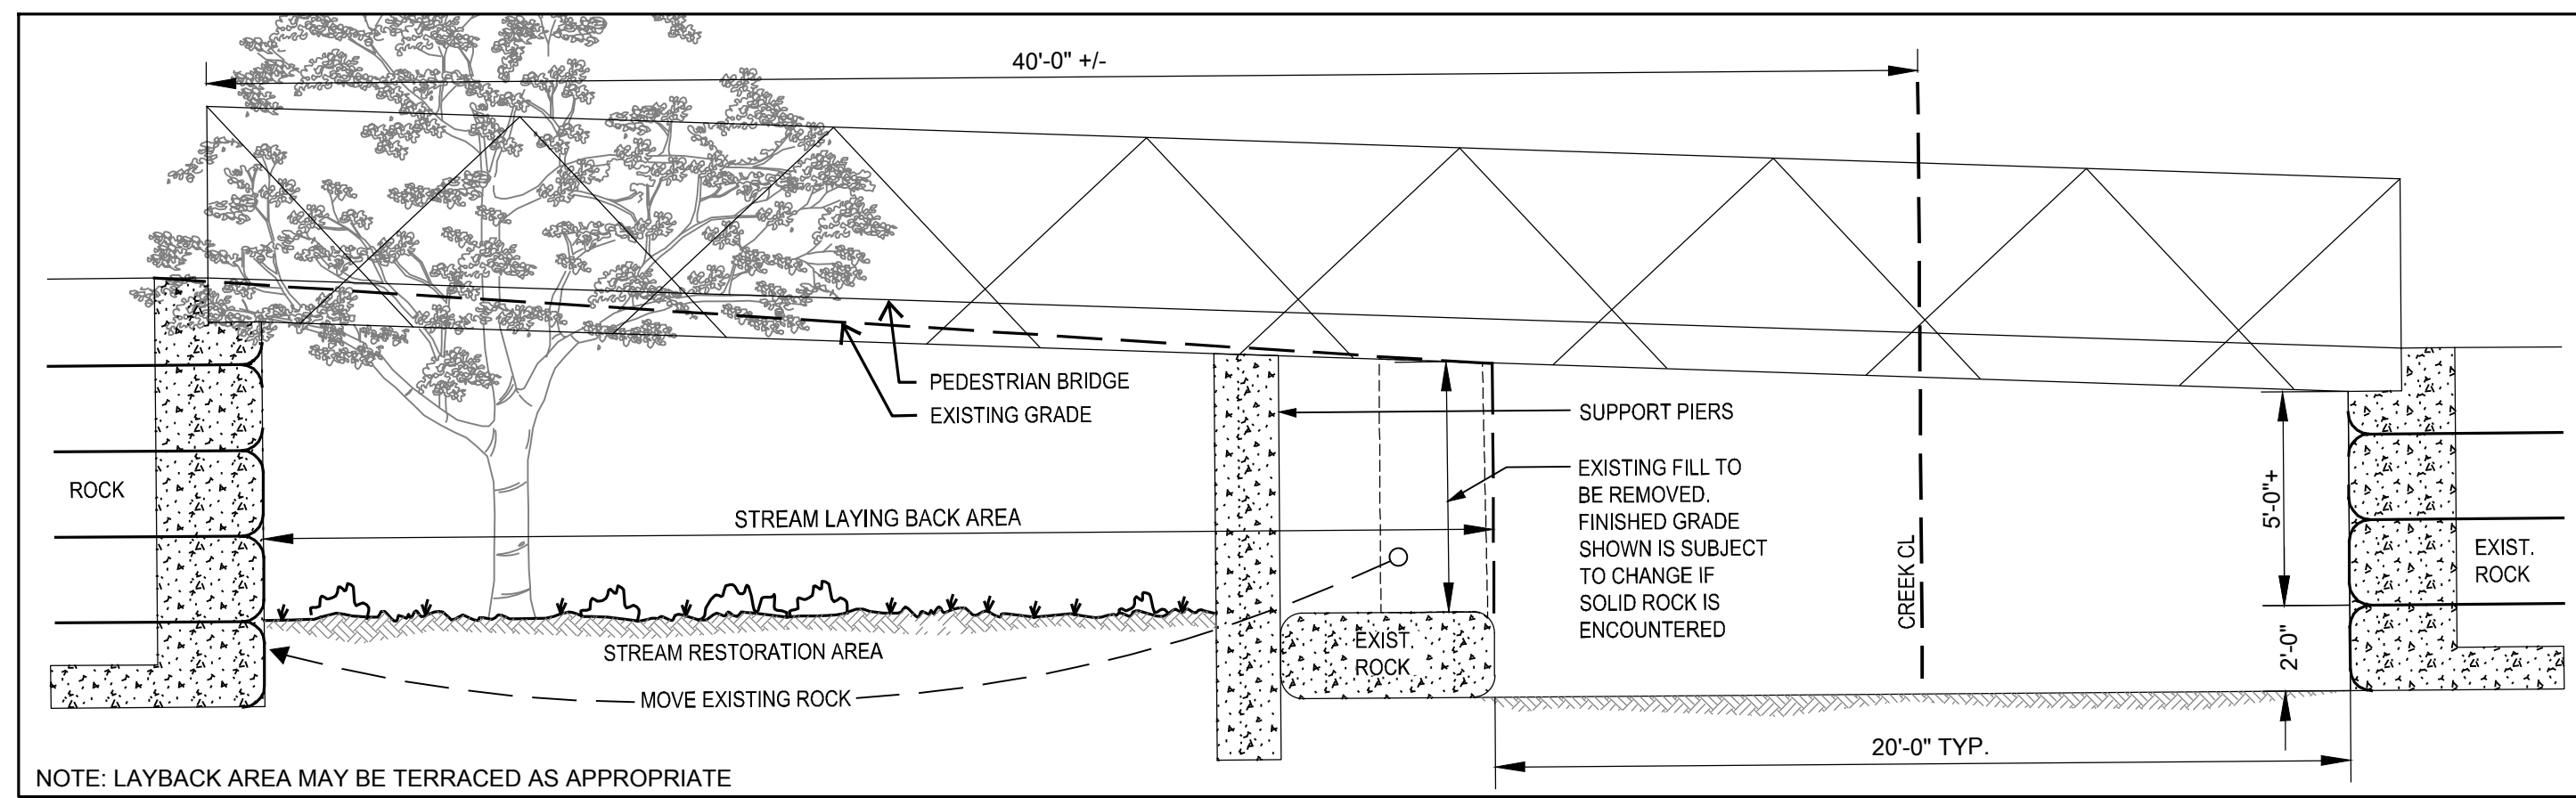 40'-0" +/-
PEDESTRIAN BRIDGE
EXISTING GRADE
SUPPORT PIERS
EXISTING FILL TO
BE REMOVED.
FINISHED GRADE
SHOWN IS SUBJECT
TO CHANGE IF
SOLID ROCK IS
ENCOUNTERED
ROCK
STREAM LAYING BACK AREA
CREEK CL
5'-0"+
EXIST.
ROCK
2'-0"
EXIST.
ROCK
STREAM RESTORATION AREA
MOVE EXISTING ROCK
20'-0" TYP.
NOTE: LAYBACK AREA MAY BE TERRACED AS APPROPRIATE